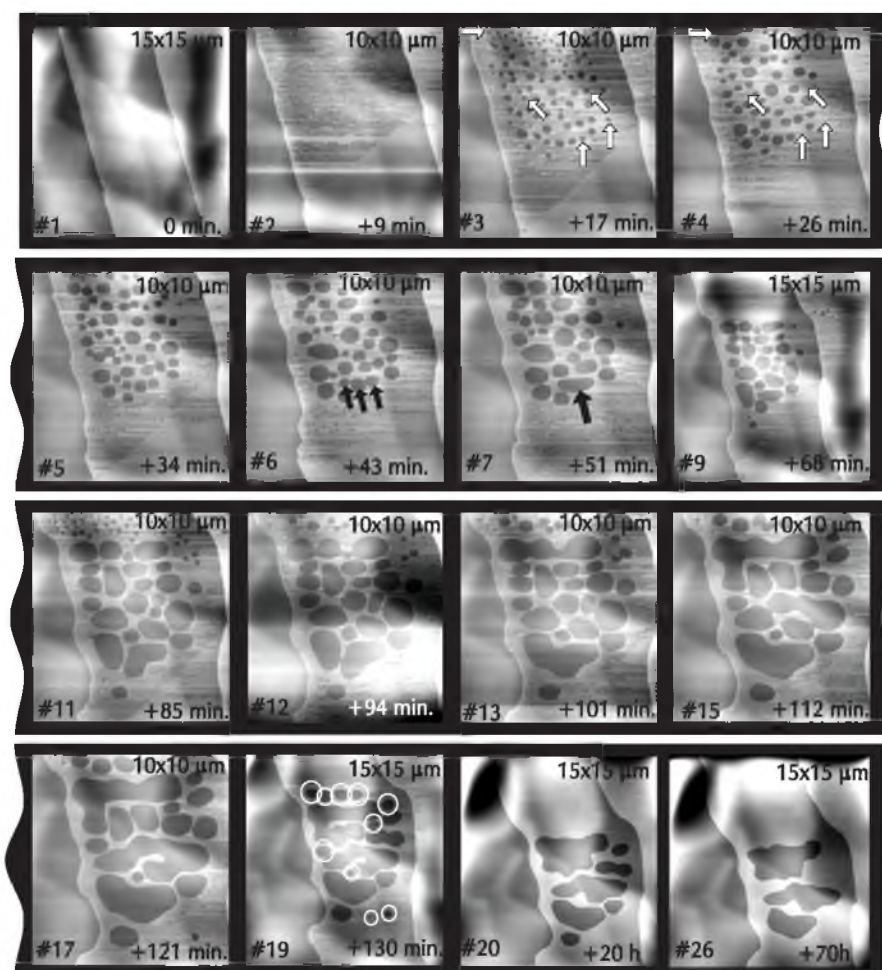 15x15 µm
#1 0 min.
10x10 µm
#2 +9 min.
10x10 µm
#3 +17 min.
10x10 µm
#4 +26 min.
10x10 µm
#5 +34 min.
10x10 µm
#6 +43 min.
10x10 µm
#7 +51 min.
15x15 µm
#9 +68 min.
10x10 µm
#11 +85 min.
10x10 µm
#12 +94 min.
10x10 µm
#13 +101 min.
10x10 µm
#15 +112 min.
10x10 µm
#17 +121 min.
15x15 µm
#19 +130 min.
15x15 µm
#20 +20 h
15x15 µm
#26 +70h